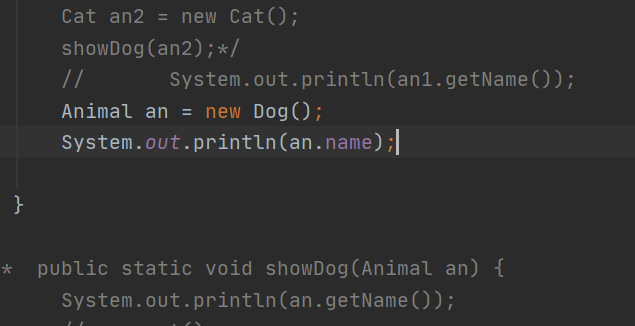 Cat an2 = new Cat();
showDog(an2);*/
//       System.out.println(an1.getName());
Animal an = new Dog();
System.out.println(an.name);
}
*  public static void showDog(Animal an) {
System.out.println(an.getName());